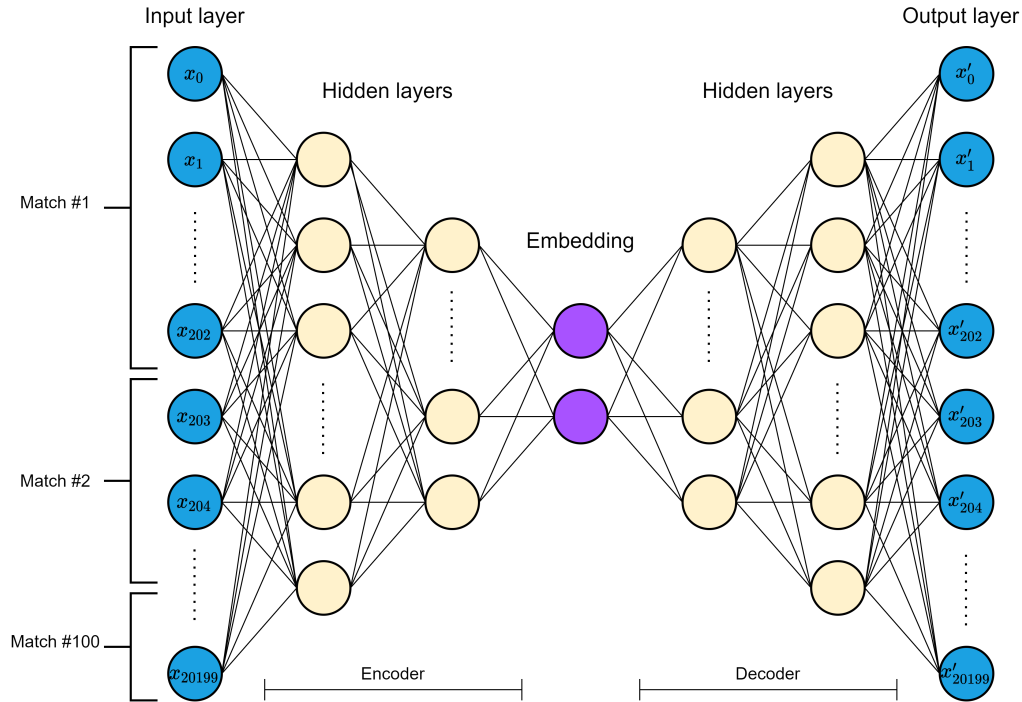 Input layer
Output layer
Hidden layers
Hidden layers
Embedding
Match #1
Match #2
Match #100
x₀
x₁
x₂₀₂
x₂₀₃
x₂₀₄
x₂₀₁₉₉
x′₀
x′₁
x′₂₀₂
x′₂₀₃
x′₂₀₄
x′₂₀₁₉₉
Encoder
Decoder